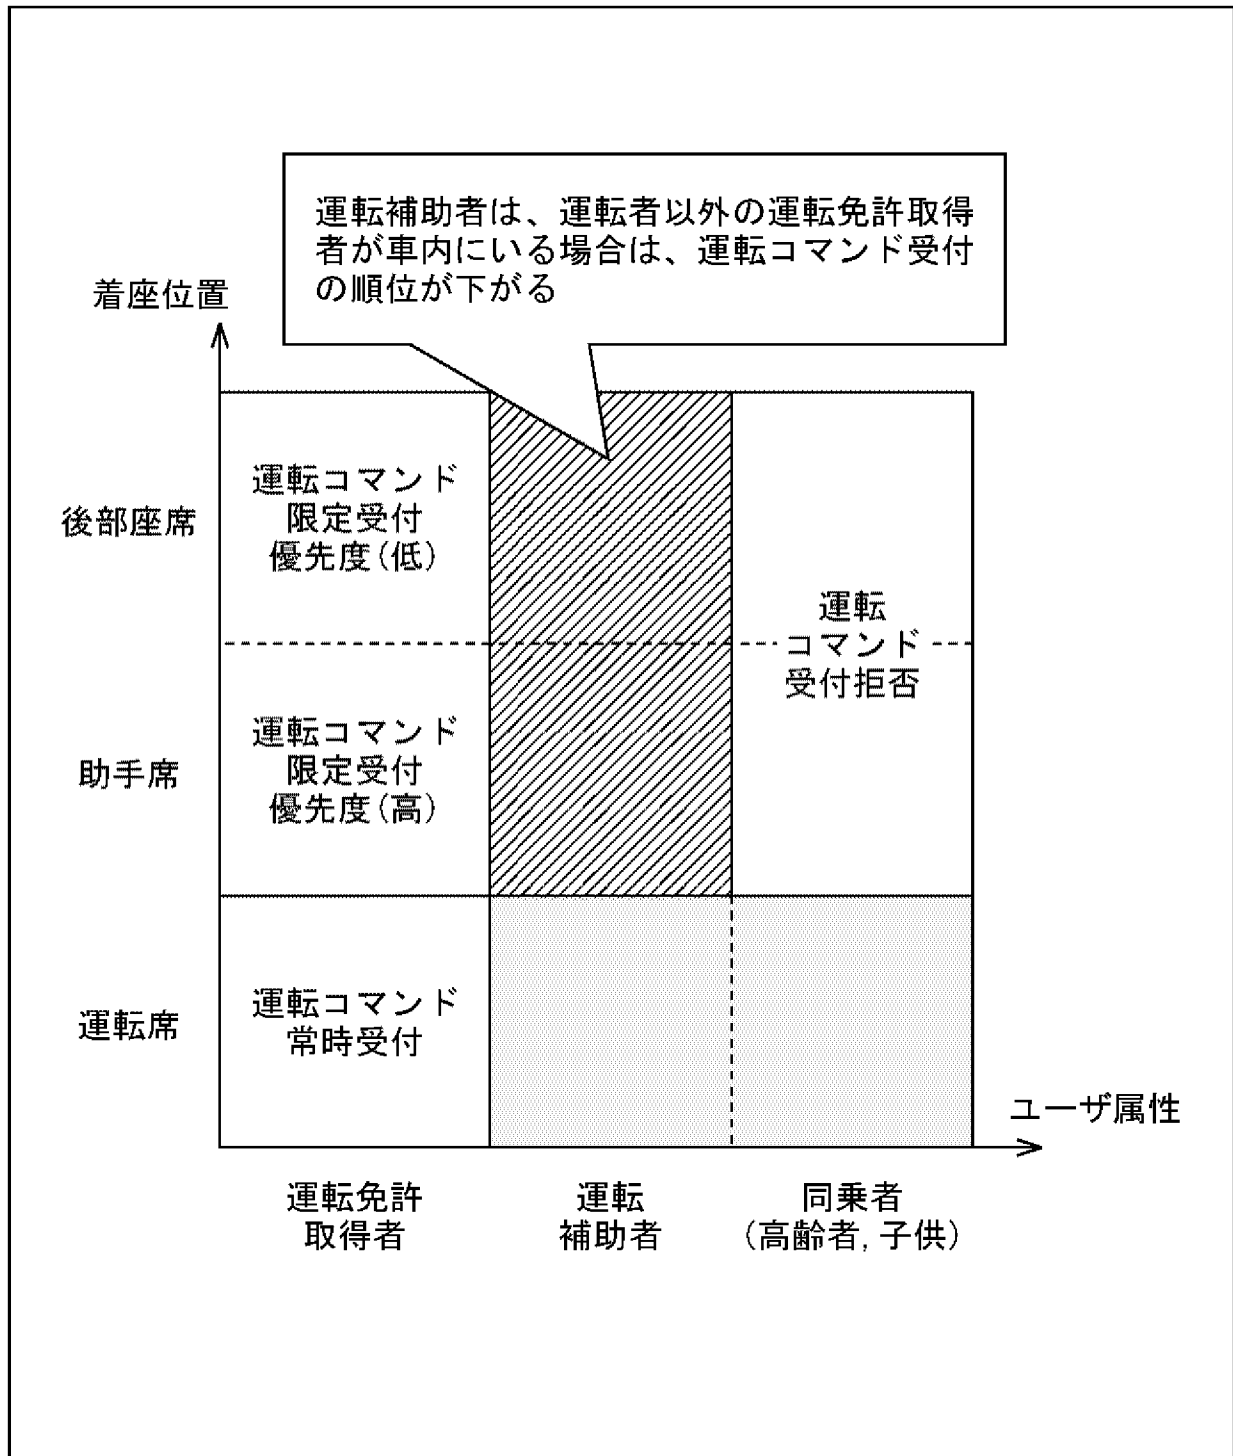 運転補助者は、運転者以外の運転免許取得
者が車内にいる場合は、運転コマンド受付
の順位が下がる
着座位置
後部座席
運転コマンド
限定受付
優先度(低)
運転
コマンド
受付拒否
助手席
運転コマンド
限定受付
優先度(高)
運転席
運転コマンド
常時受付
ユーザ属性
運転免許
取得者
運転
補助者
同乗者
(高齢者,子供)